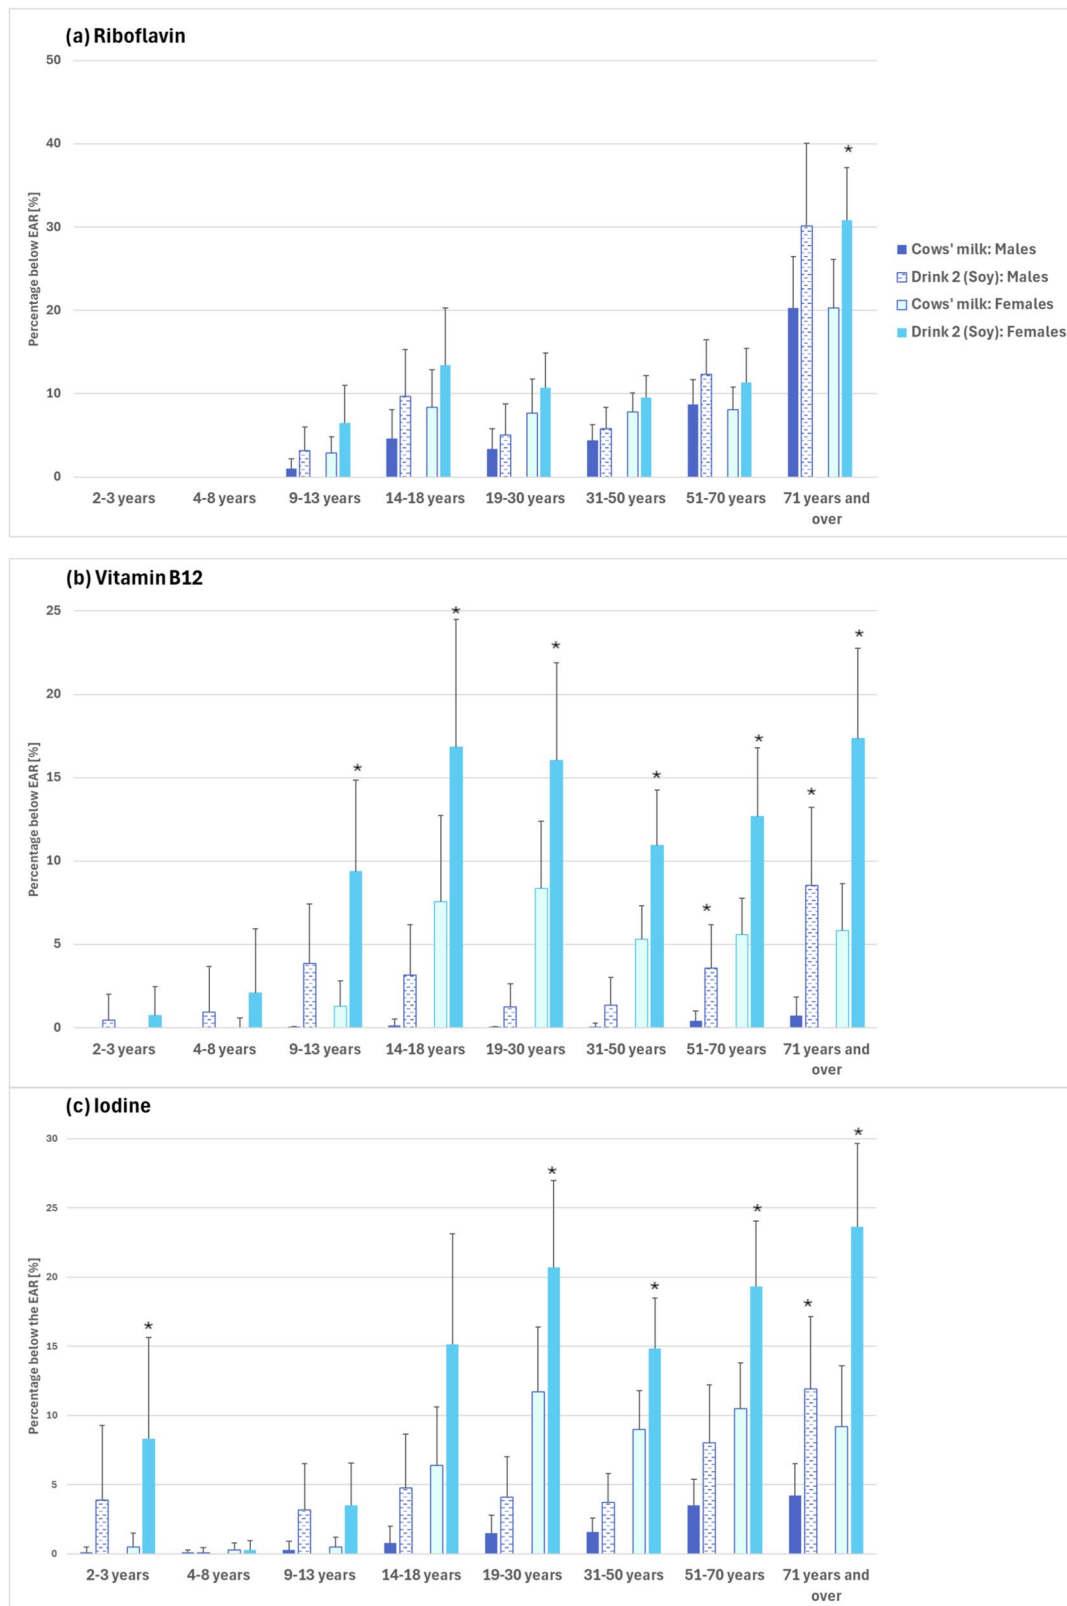 (a) Riboflavin
50
40
30
20
10
0
Percentage below EAR [%]
*
2-3 years 4-8 years 9-13 years 14-18 years 19-30 years 31-50 years 51-70 years 71 years and
over
Cows' milk: Males
Drink 2 (Soy): Males
Cows' milk: Females
Drink 2 (Soy): Females
(b) Vitamin B12
25
20
15
10
5
0
Percentage below EAR [%]
* * * * * * *
2-3 years 4-8 years 9-13 years 14-18 years 19-30 years 31-50 years 51-70 years 71 years and
over
(c) Iodine
30
25
20
15
10
5
0
Percentage below the EAR [%]
* * * * * *
2-3 years 4-8 years 9-13 years 14-18 years 19-30 years 31-50 years 51-70 years 71 years and
over